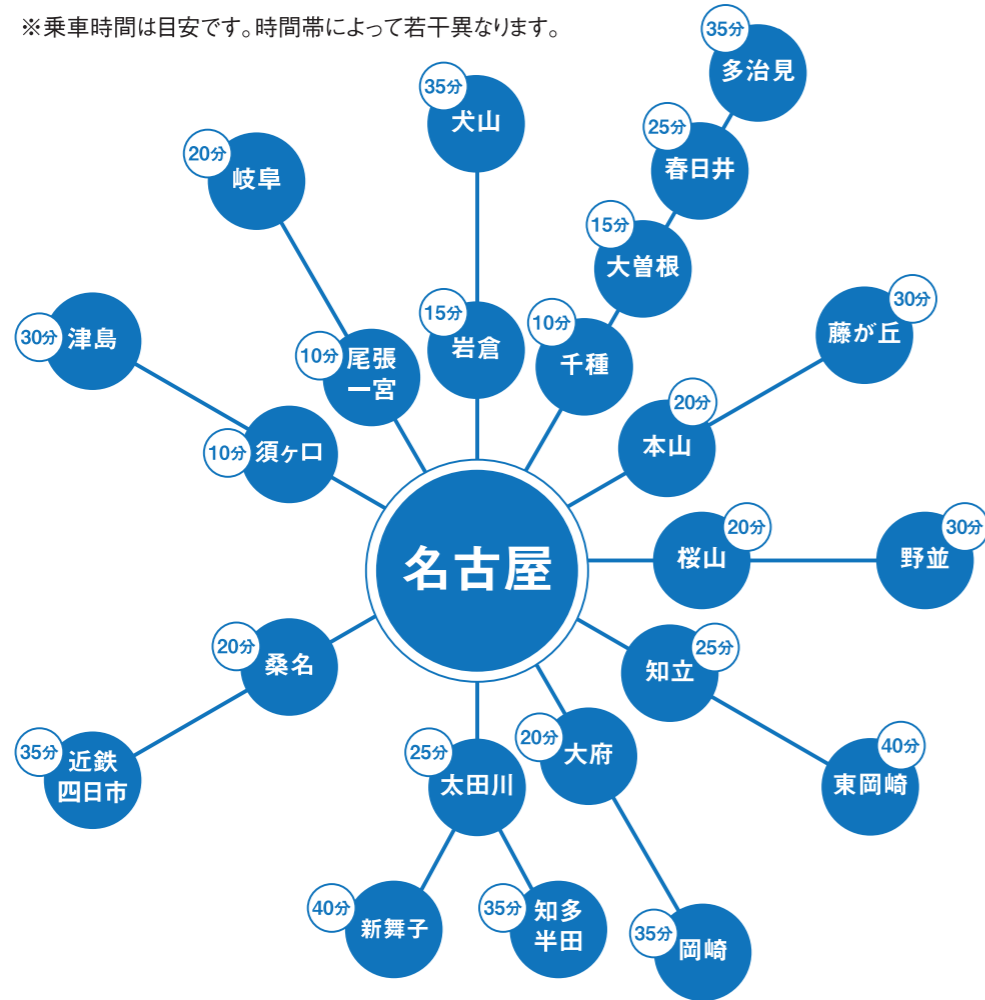 ※乗車時間は目安です。時間帯によって若干異なります。
35分
多治見
25分
春日井
15分
大曽根
10分
千種
35分
犬山
15分
岩倉
20分
岐阜
10分
尾張
一宮
30分
津島
10分
須ヶ口
30分
藤が丘
20分
本山
名古屋
20分
桜山
30分
野並
25分
知立
40分
東岡崎
20分
大府
35分
岡崎
25分
太田川
40分
新舞子
35分
知多
半田
20分
桑名
35分
近鉄
四日市